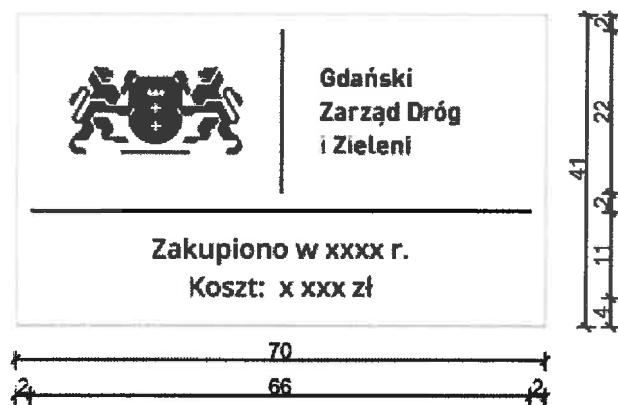 Gdański
Zarząd Dróg
i Zieleni
Zakupiono w xxxx r.
Koszt: x xxx zł
2
22
41
2
11
4
70
2 66 2